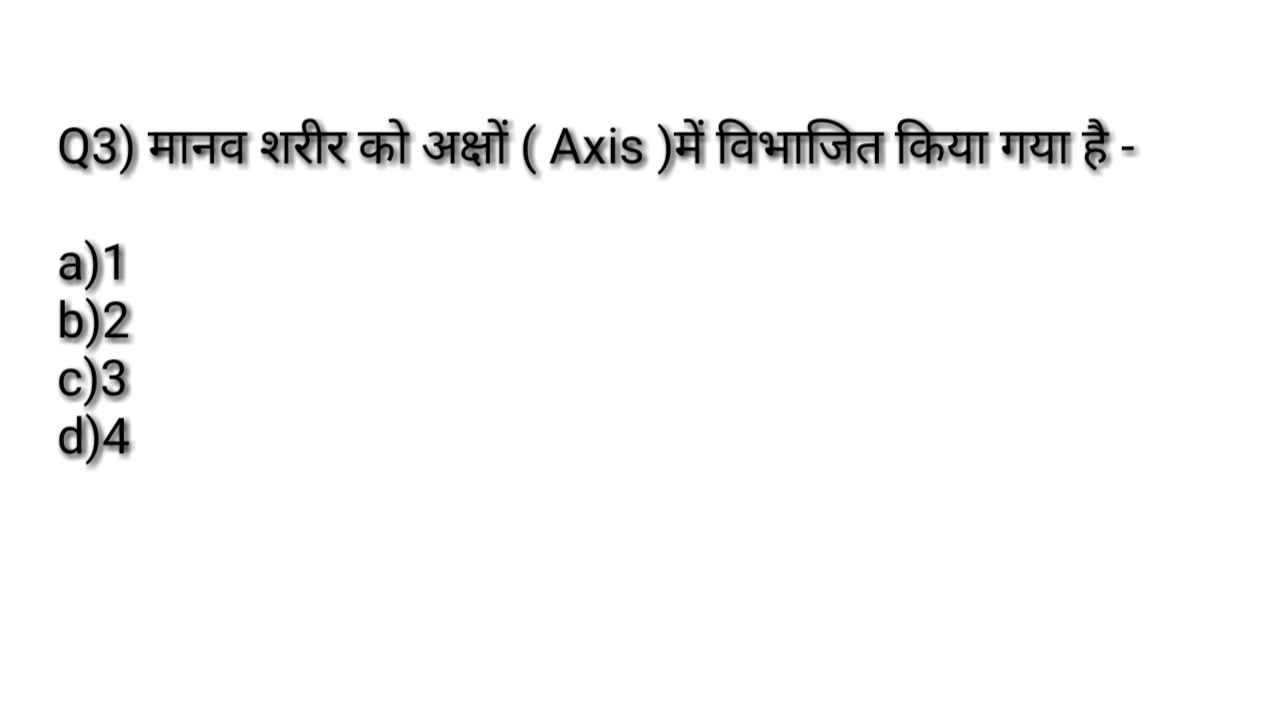 Q3) मानव शरीर को अक्षों ( Axis )में विभाजित किया गया है -
a)1
b)2
c)3
d)4